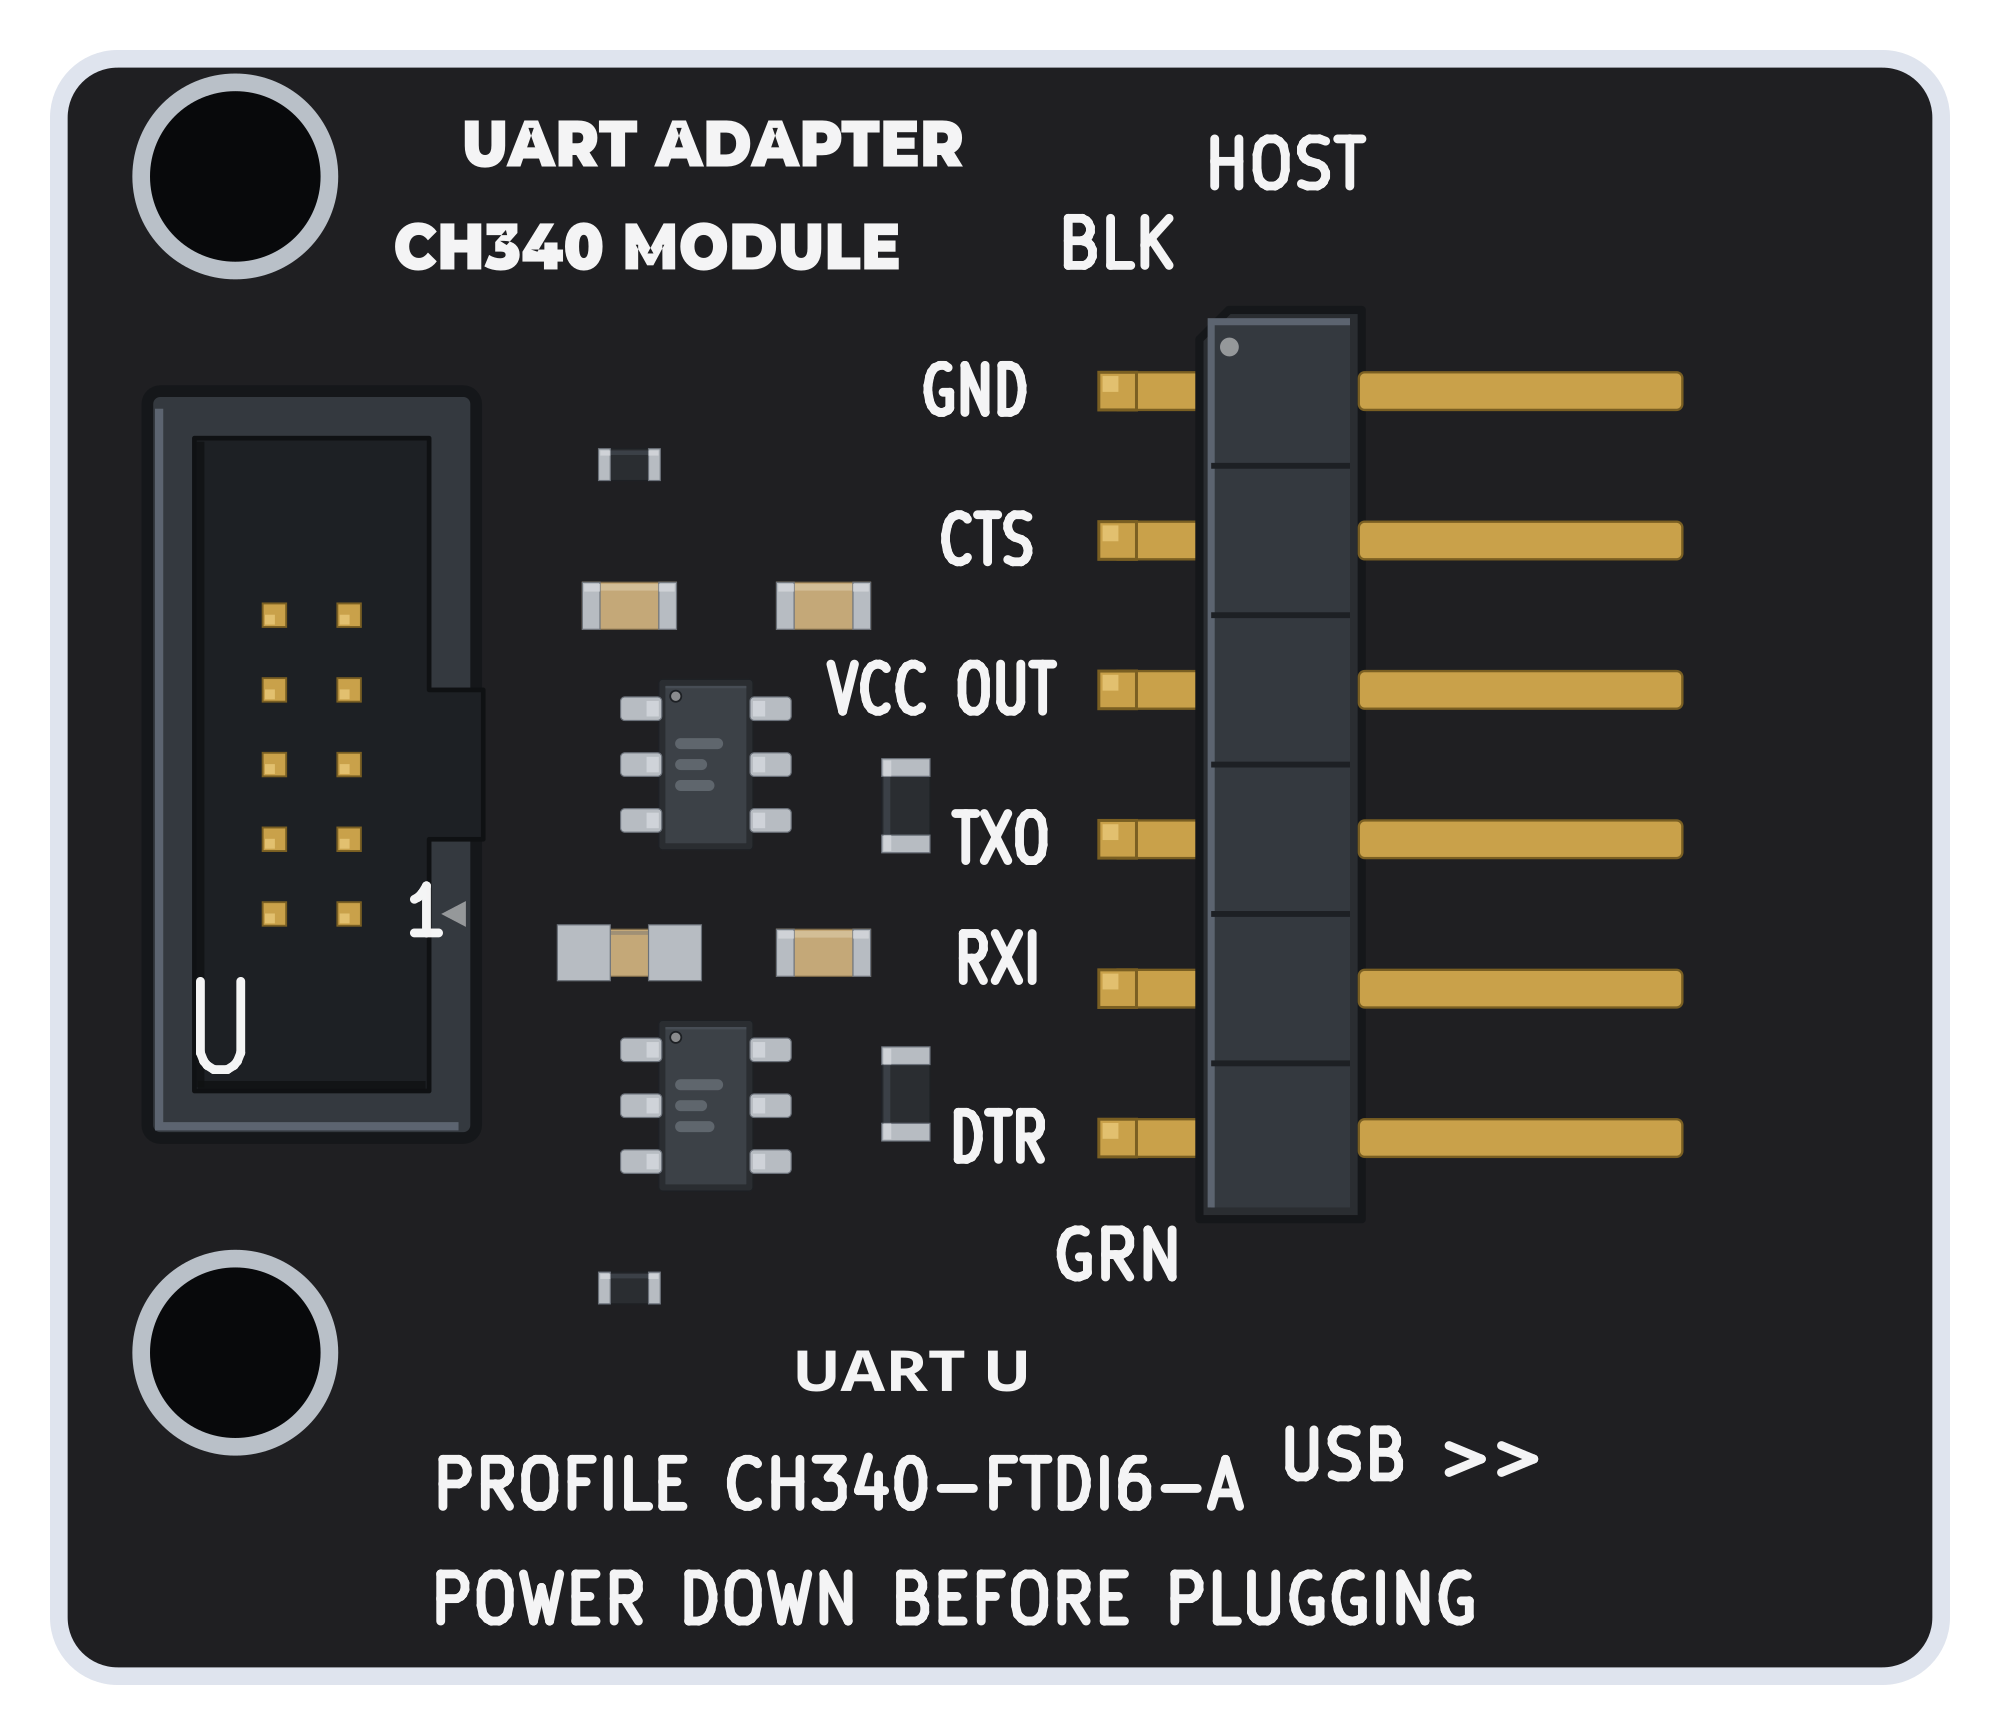 UART ADAPTER
HOST
CH340 MODULE
BLK
GND
CTS
VCC OUT
TXO
1
RXI
U
DTR
GRN
UART U
USB >>
PROFILE CH340-FTDI6-A
POWER DOWN BEFORE PLUGGING